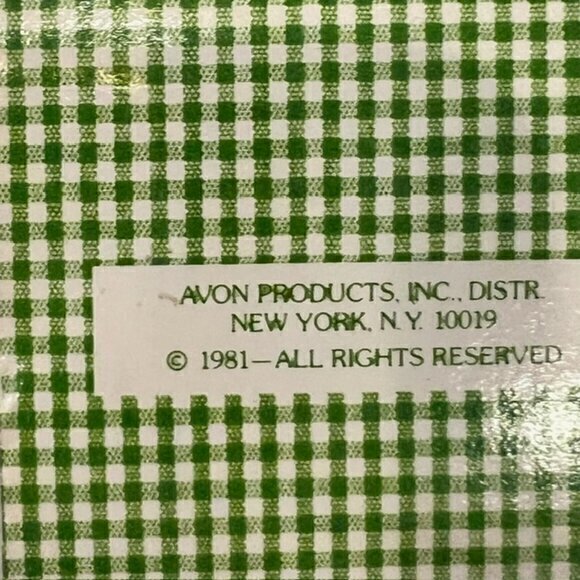 AVON PRODUCTS, INC., DISTR.
NEW YORK, N.Y. 10019
© 1981—ALL RIGHTS RESERVED